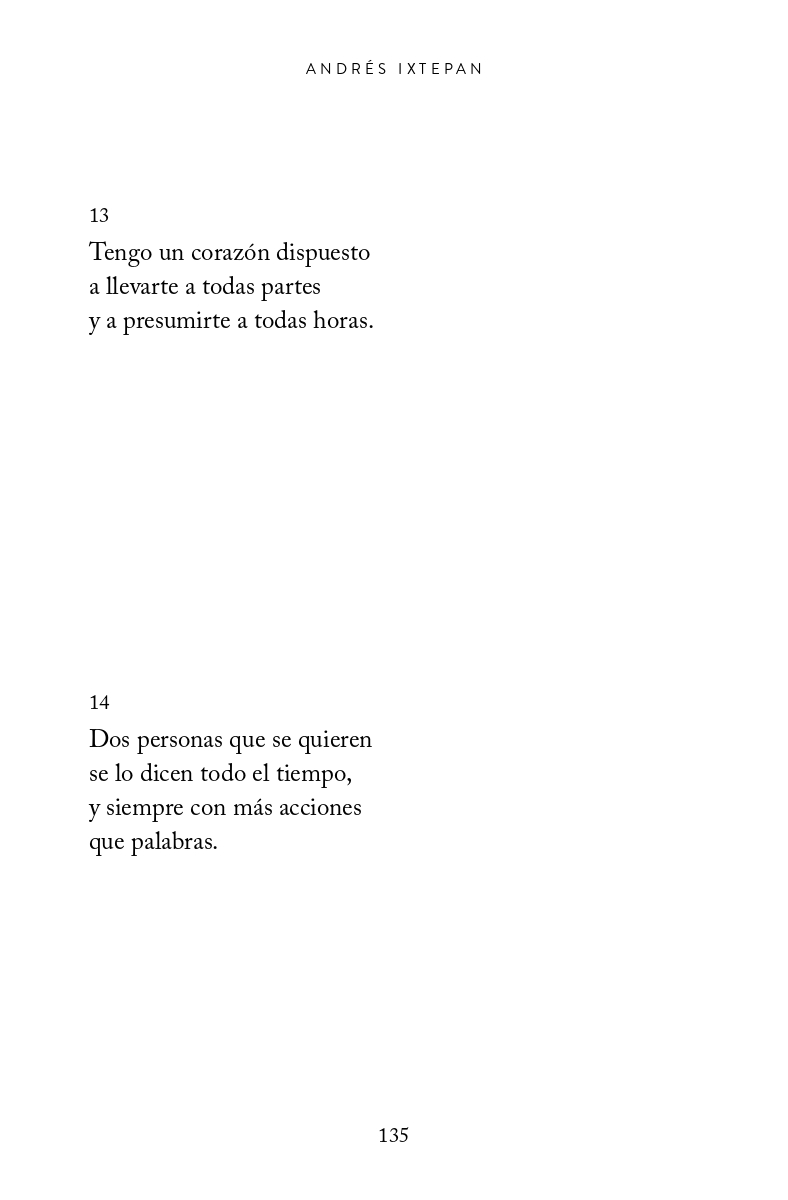 ANDRÉS IXTEPAN
13
Tengo un corazón dispuesto
a llevarte a todas partes
y a presumirte a todas horas.
14
Dos personas que se quieren
se lo dicen todo el tiempo,
y siempre con más acciones
que palabras.
135